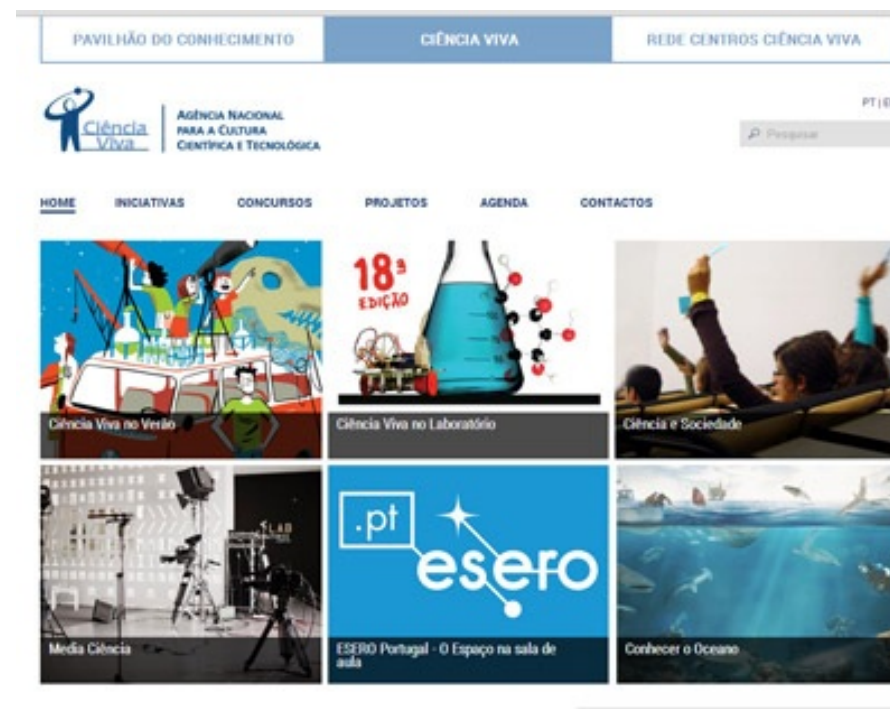 PAVILHÃO DO CONHECIMENTO
CIÊNCIA VIVA
REDE CENTROS CIÊNCIA VIVA
Ciência
Viva
AGÊNCIA NACIONAL
PARA A CULTURA
CIENTÍFICA E TECNOLÓGICA
PT|E
Pesquisar
HOME
INICIATIVAS
CONCURSOS
PROJETOS
AGENDA
CONTACTOS
18ª
EDIÇÃO
Ciência Viva no Verão
Ciência Viva no Laboratório
Ciência e Sociedade
LAB
.pt
esero
Media Ciência
ESERO Portugal - O Espaço na sala de
aula
Conhecer o Oceano